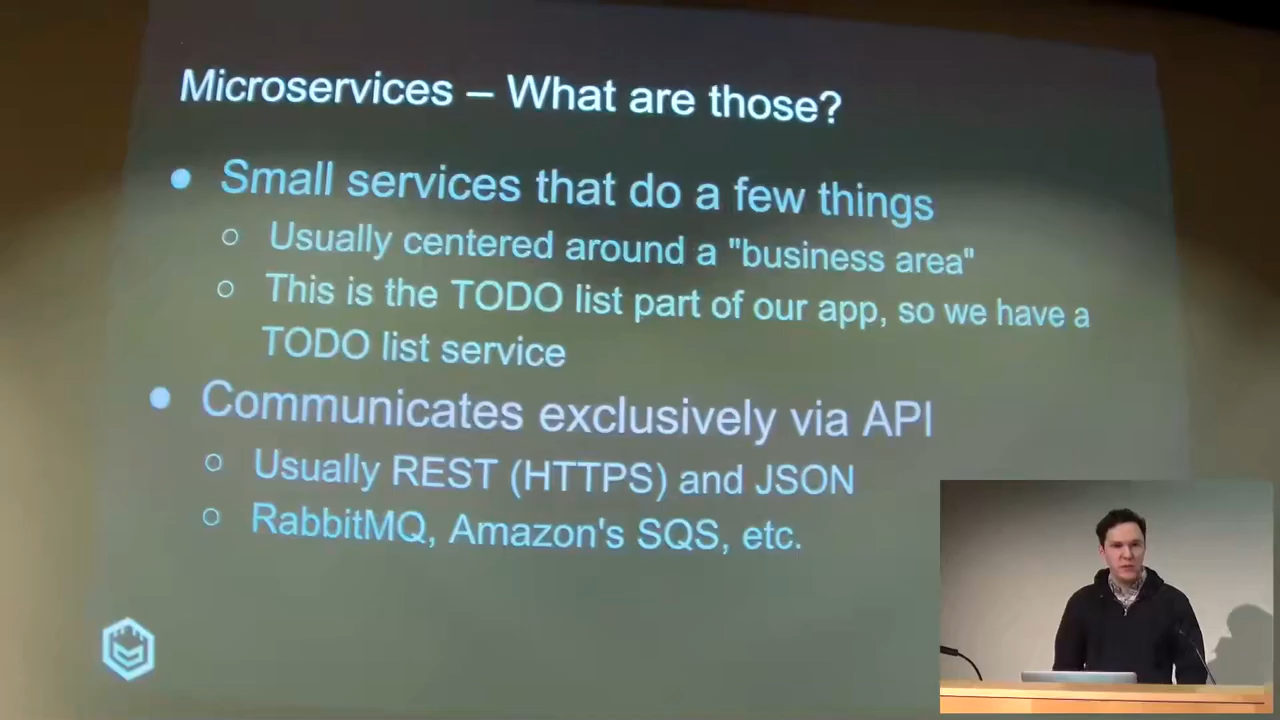 Microservices – What are those?
● Small services that do a few things
○ Usually centered around a "business area"
○ This is the TODO list part of our app, so we have a
TODO list service
● Communicates exclusively via API
○ Usually REST (HTTPS) and JSON
○ RabbitMQ, Amazon's SQS, etc.